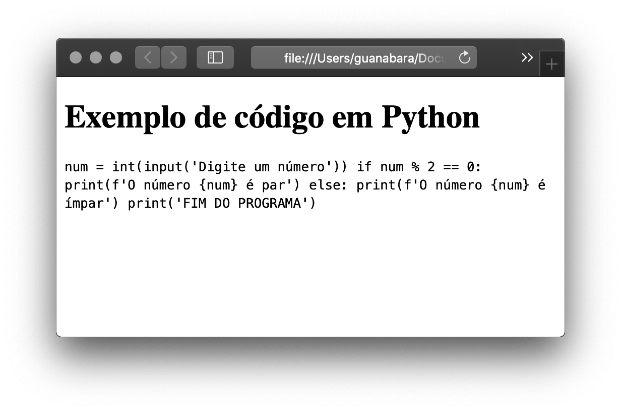 file:///Users/guanabara/Doc
Exemplo de código em Python
num = int(input('Digite um número')) if num % 2 == 0:
print(f'O número {num} é par') else: print(f'O número {num} é
ímpar') print('FIM DO PROGRAMA')